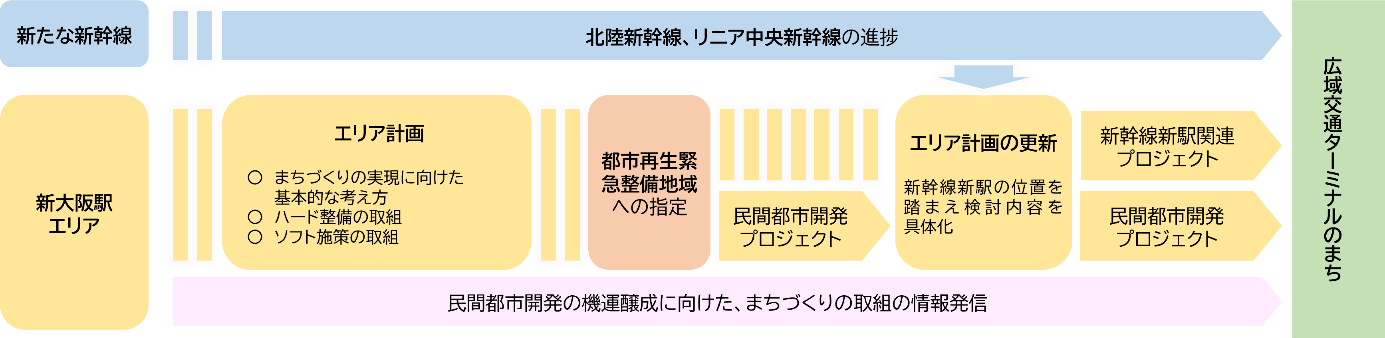 新たな新幹線
北陸新幹線、リニア中央新幹線の進捗
新大阪駅
エリア
エリア計画
○ まちづくりの実現に向けた
基本的な考え方
○ ハード整備の取組
○ ソフト施策の取組
都市再生緊
急整備地域
への指定
民間都市開発
プロジェクト
エリア計画の更新
新幹線新駅の位置を
踏まえ検討内容を
具体化
新幹線新駅関連
プロジェクト
民間都市開発
プロジェクト
民間都市開発の機運醸成に向けた、まちづくりの取組の情報発信
広域交通ターミナルのまち